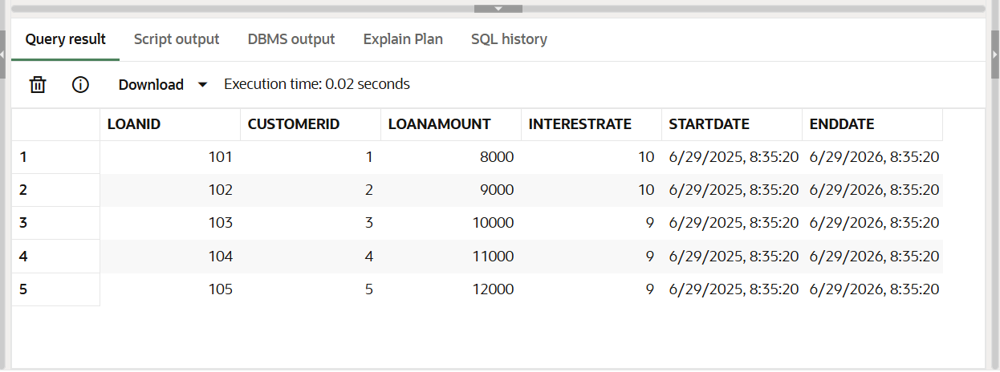 Query result Script output DBMS output Explain Plan SQL history
Download Execution time: 0.02 seconds
LOANID CUSTOMERID LOANAMOUNT INTERESTRATE STARTDATE ENDDATE
1 101 1 8000 10 6/29/2025, 8:35:20 6/29/2026, 8:35:20
2 102 2 9000 10 6/29/2025, 8:35:20 6/29/2026, 8:35:20
3 103 3 10000 9 6/29/2025, 8:35:20 6/29/2026, 8:35:20
4 104 4 11000 9 6/29/2025, 8:35:20 6/29/2026, 8:35:20
5 105 5 12000 9 6/29/2025, 8:35:20 6/29/2026, 8:35:20